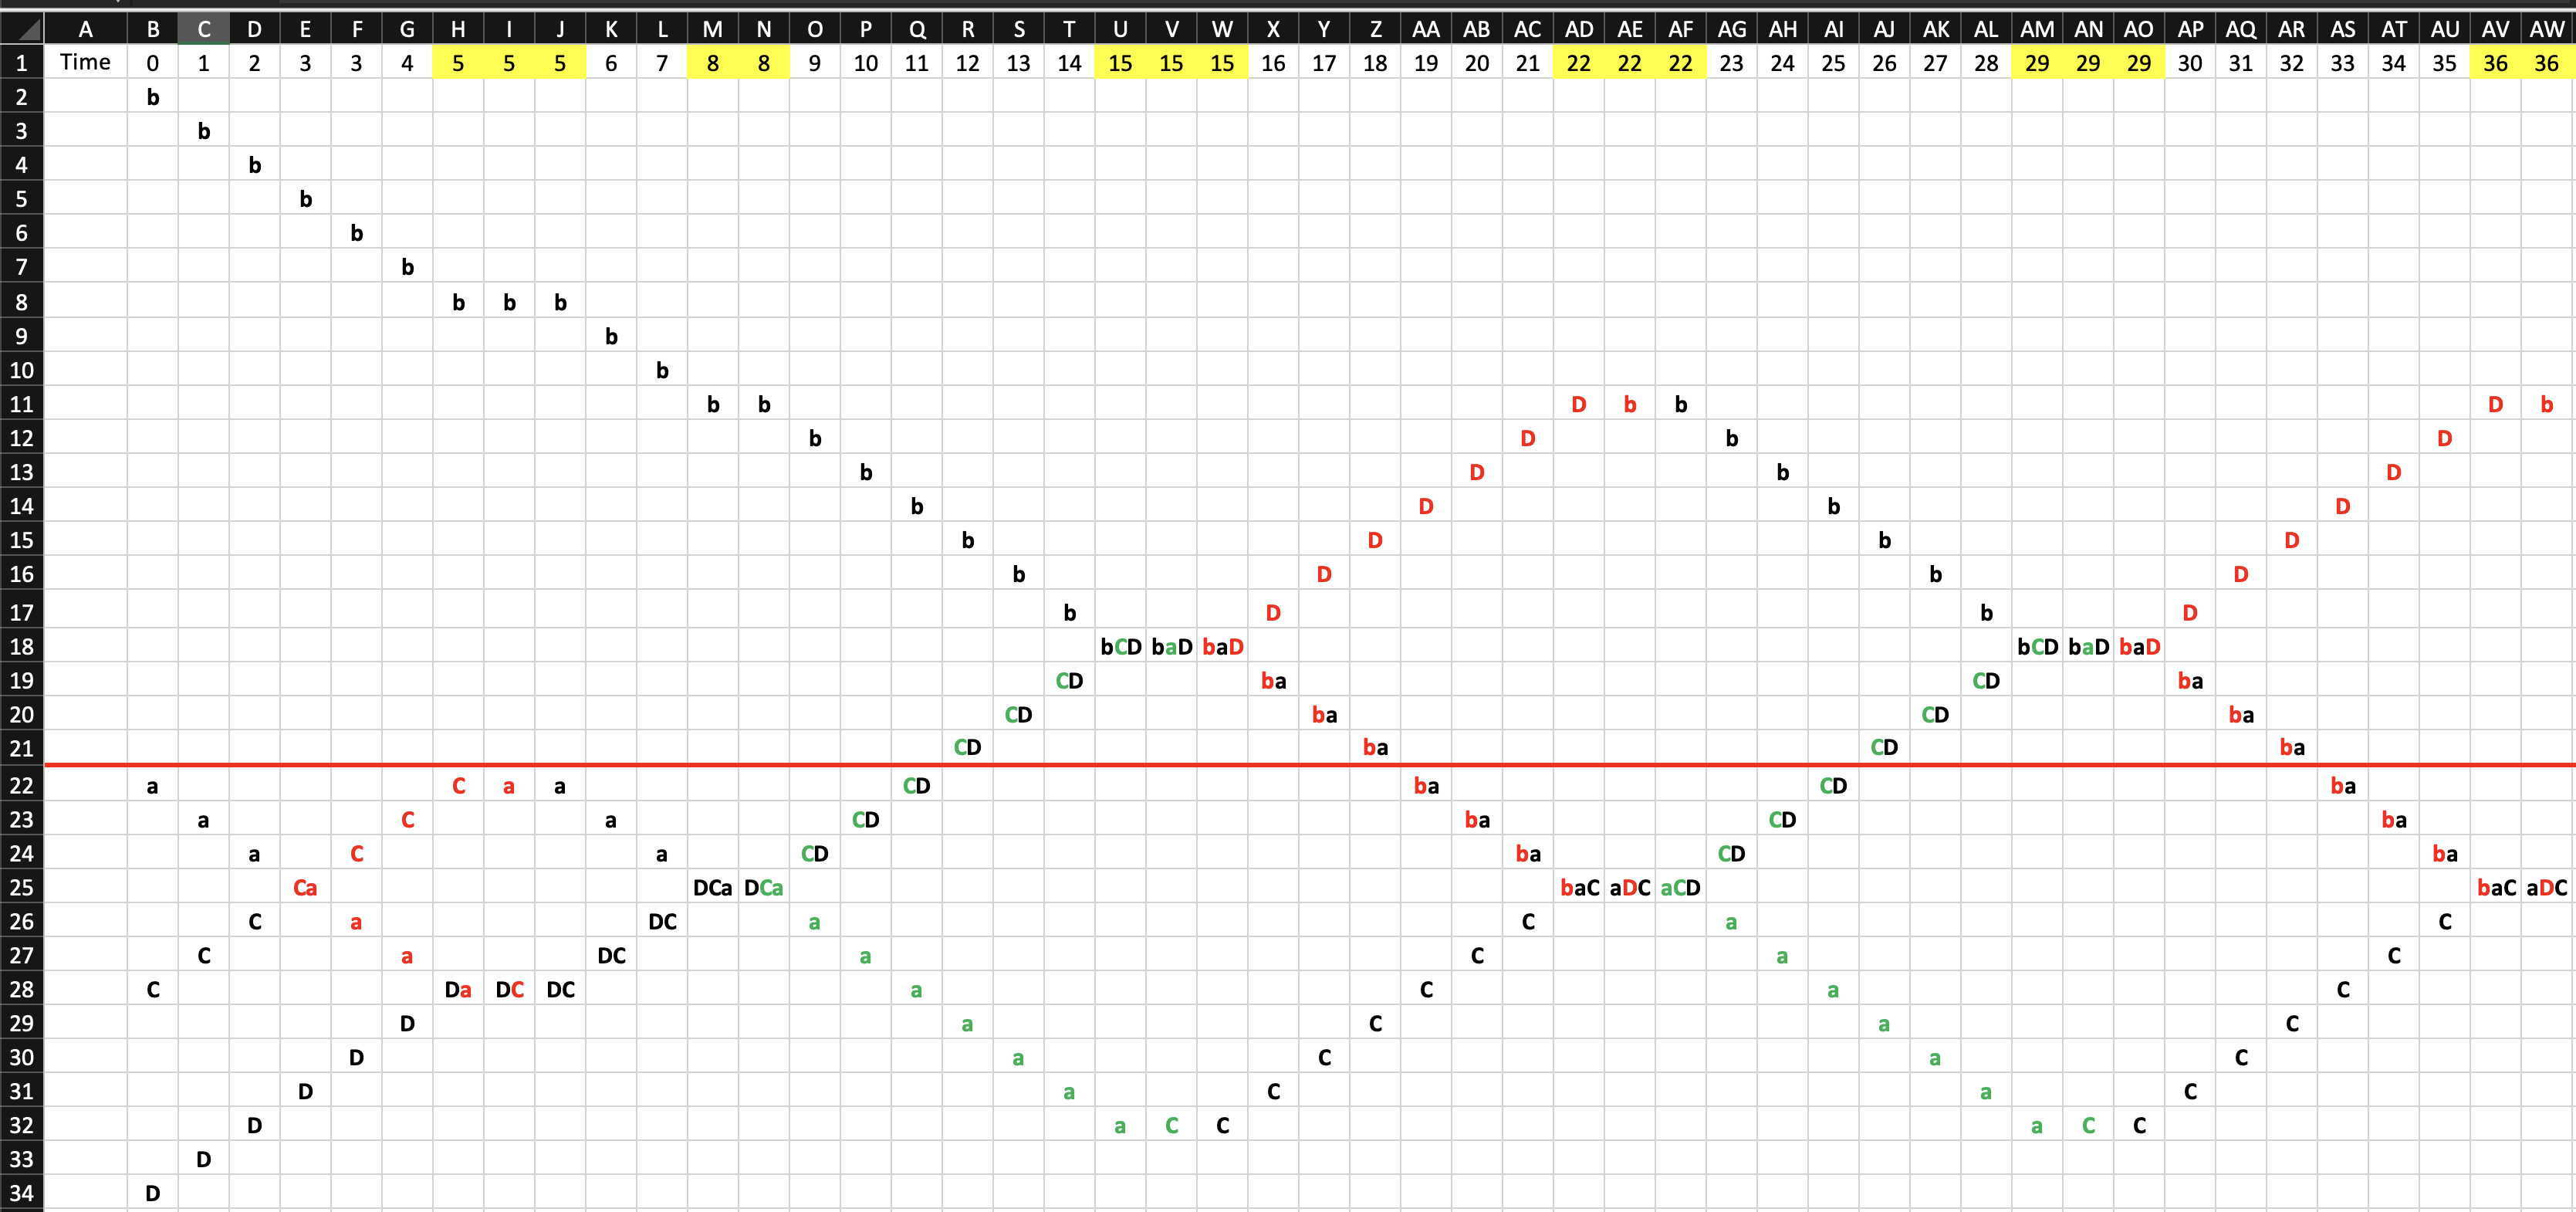 A B C D E F G H I J K L M N O P Q R S T U V W X Y Z AA AB AC AD AE AF AG AH AI AJ AK AL AM AN AO AP AQ AR AS AT AU AV AW
1 Time 0 1 2 3 3 4 5 5 5 6 7 8 8 9 10 11 12 13 14 15 15 15 16 17 18 19 20 21 22 22 22 23 24 25 26 27 28 29 29 29 30 31 32 33 34 35 36 36
2 b
3 b
4 b
5 b
6 b
7 b
8 b b b
9 b
10 b
11 b b D b b D b
12 b D b D
13 b D b D
14 b D b D
15 b D b D
16 b D b D
17 b D b D
18 bCD baD baD bCD baD baD
19 CD ba CD ba
20 CD ba CD ba
21 CD ba CD ba
22 a C a a CD ba CD ba
23 a C a CD ba CD ba
24 a C a CD ba CD ba
25 Ca DCa DCa baC aDC aCD baC aDC
26 C a DC a C a C
27 C a DC a C a C
28 C Da DC DC a C a C
29 D a C a C
30 D a C a C
31 D a C a C
32 D a C C a C C
33 D
34 D